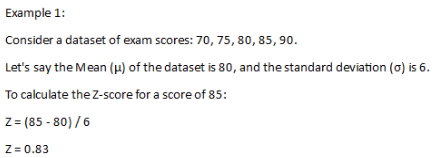 Example 1:
Consider a dataset of exam scores: 70, 75, 80, 85, 90.
Let's say the Mean (μ) of the dataset is 80, and the standard deviation (σ) is 6.
To calculate the Z-score for a score of 85:
Z = (85 - 80) / 6
Z = 0.83